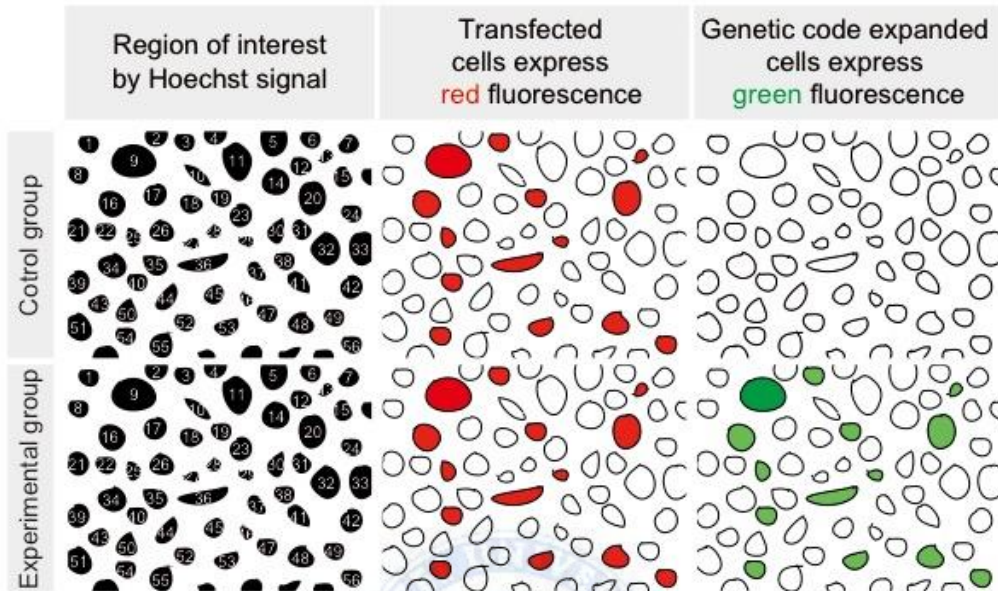 Region of interest
by Hoechst signal
Transfected
cells express
red fluorescence
Genetic code expanded
cells express
green fluorescence
Cotrol group
1 2 3 4 5 6 7
8 9 10 11 12 13 14 15
16 17 18 19 20
21 22 23 24 25 26 30 31 32 33
34 35 36 37 38
39 40 41 42
43 44 45 47 48 49
50 51 52 53 54 55 56
Experimental group
1 2 3 4 5 6 7
8 9 10 11 12 13 14 15
16 17 18 19 20
21 22 23 24 25 26 30 31 32 33
34 35 36 37 38
39 40 41 42
43 44 45 47 48 49
50 51 52 53 54 55 56